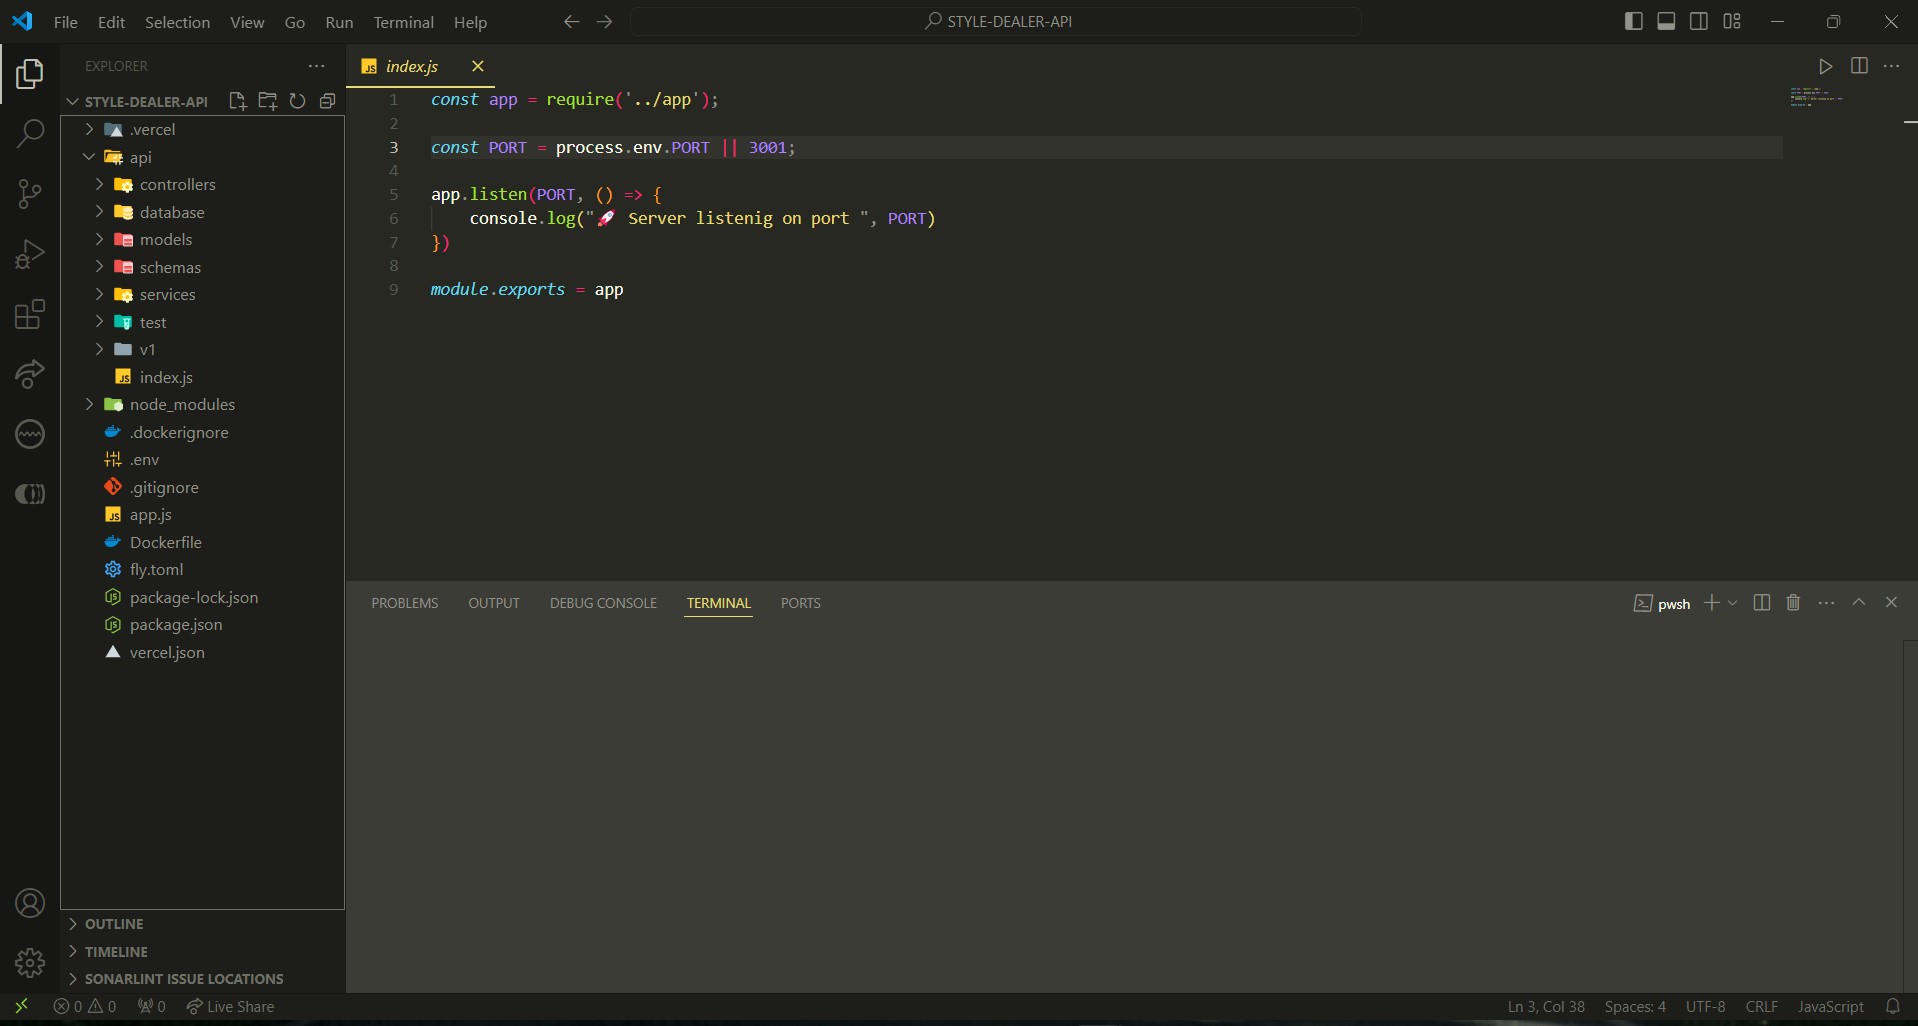 File Edit Selection View Go Run Terminal Help
STYLE-DEALER-API
EXPLORER
STYLE-DEALER-API
.vercel
api
controllers
database
models
schemas
services
test
v1
index.js
node_modules
.dockerignore
.env
.gitignore
app.js
Dockerfile
fly.toml
package-lock.json
package.json
vercel.json
OUTLINE
TIMELINE
SONARLINT ISSUE LOCATIONS
index.js
1 const app = require('../app');
2
3 const PORT = process.env.PORT || 3001;
4
5 app.listen(PORT, () => {
6 console.log("🚀 Server listenig on port ", PORT)
7 })
8
9 module.exports = app
PROBLEMS OUTPUT DEBUG CONSOLE TERMINAL PORTS
pwsh
0 0 0 Live Share
Ln 3, Col 38 Spaces: 4 UTF-8 CRLF JavaScript